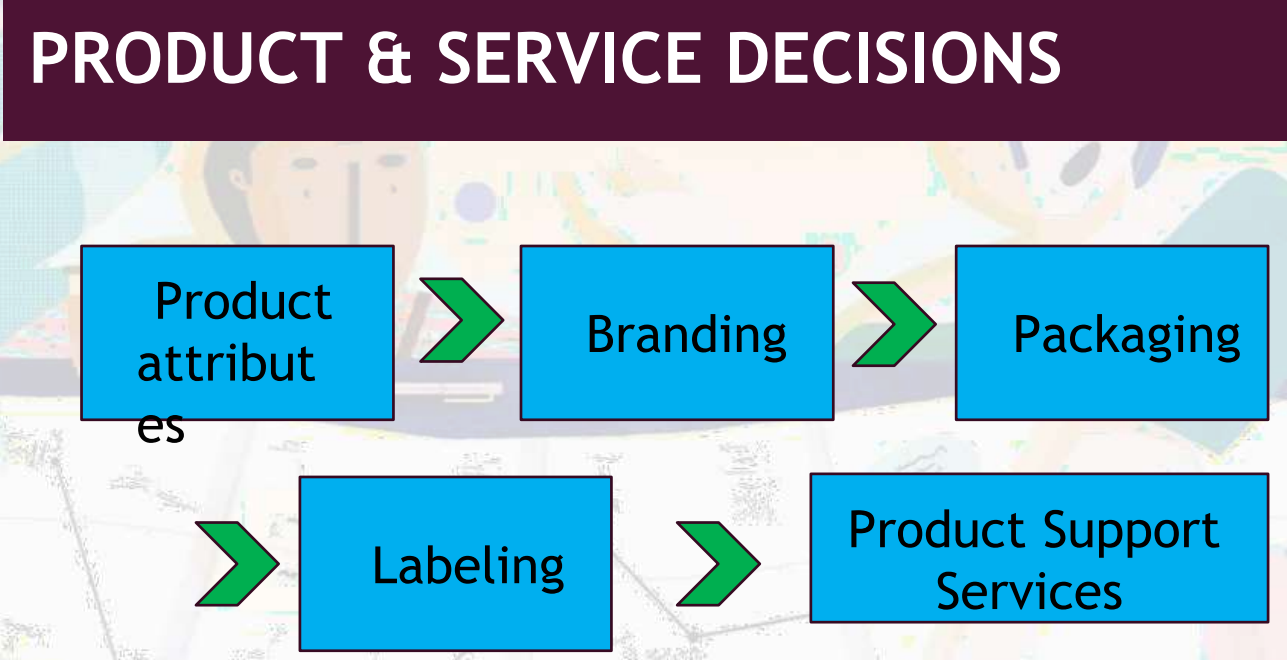 PRODUCT & SERVICE DECISIONS
Product
attribut
es
Branding
Packaging
Labeling
Product Support
Services